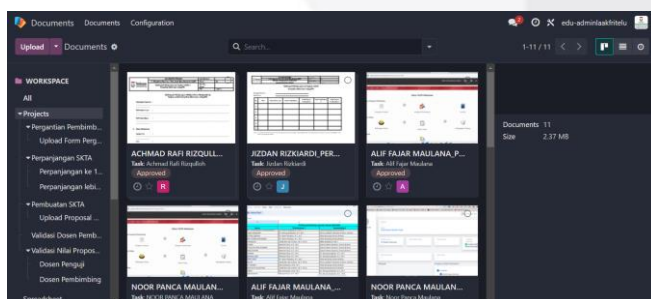 Documents Documents Configuration
2 edu-adminlaakfritelu
Upload Documents
Search...
1-11 / 11
WORKSPACE
All
Projects
Pergantian Pembimb...
Upload Form Perg...
Perpanjangan SKTA
Perpanjangan ke 1...
Perpanjangan lebi...
Pembuatan SKTA
Upload Proposal ...
Validasi Dosen Pemb...
Validasi Nilai Propos...
Dosen Penguji
Dosen Pembimbing
Spreadsheet
ACHMAD RAFI RIZQULL...
Task: Achmad Rafi Rizqulloh
Approved
R
JIZDAN RIZKIARDI_PER...
Task: Jizdan Rizkiardi
Approved
J
ALIF FAJAR MAULANA_P...
Task: Alif Fajar Maulana
Approved
A
NOOR PANCA MAULAN...
Task: NOOR PANCA MAULANA
ALIF FAJAR MAULANA_...
Task: Alif Fajar Maulana
NOOR PANCA MAULAN...
Task: Noor Panca Maulana
Documents 11
Size 2.37 MB